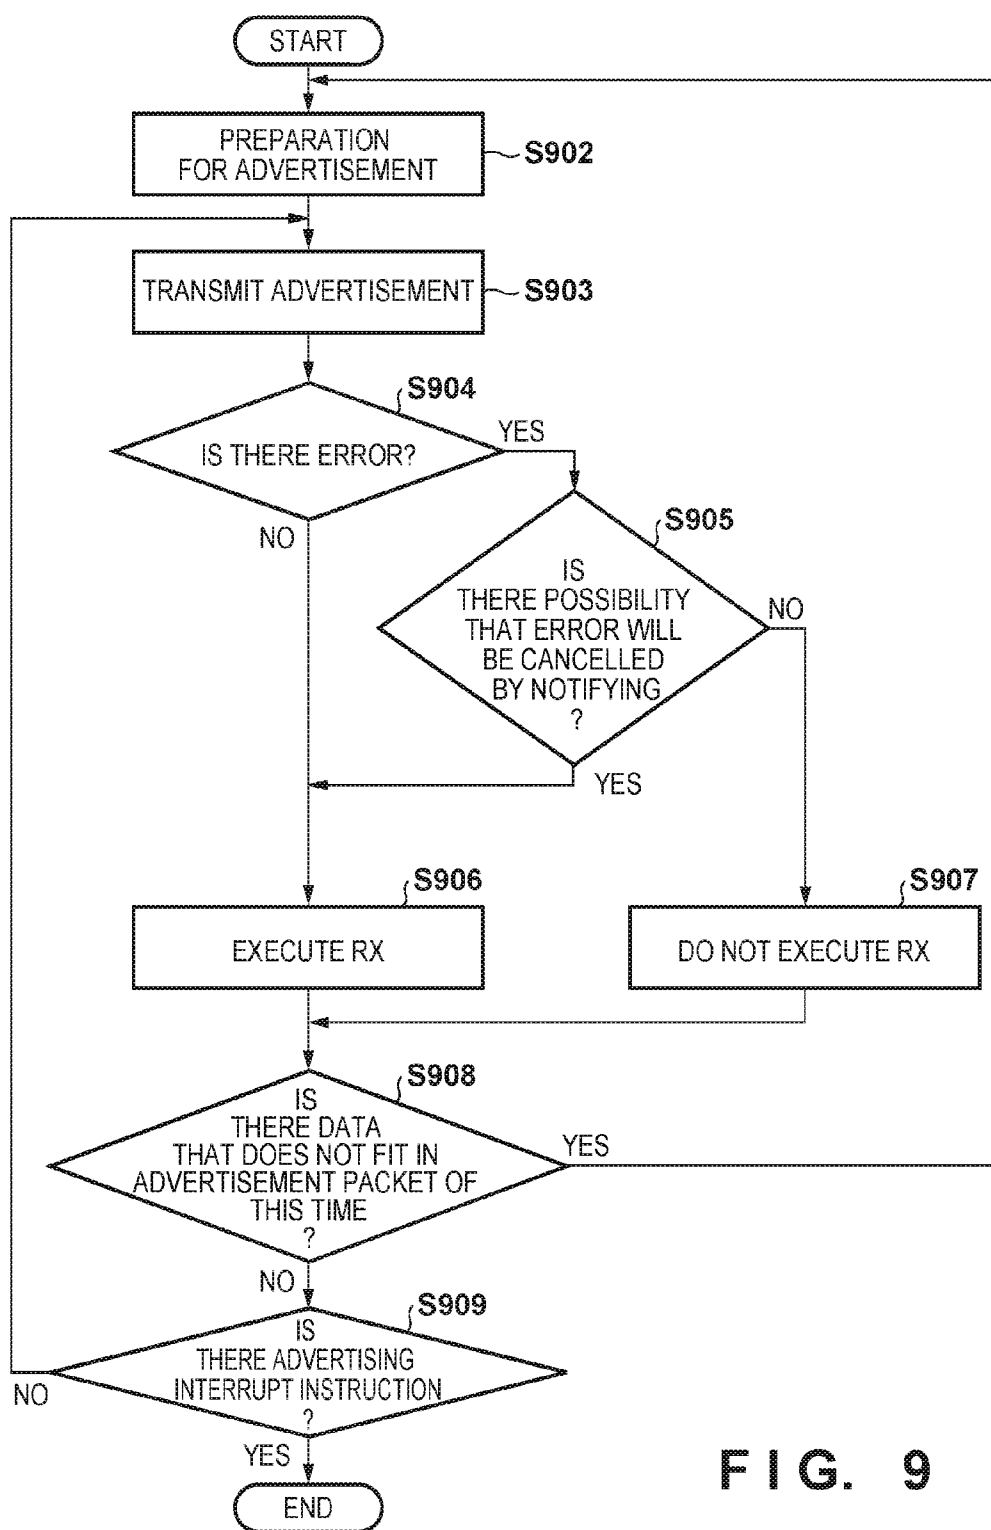 START
PREPARATION
FOR ADVERTISEMENT
S902
TRANSMIT ADVERTISEMENT
S903
S904
IS THERE ERROR?
YES
NO
S905
IS
THERE POSSIBILITY
THAT ERROR WILL
BE CANCELLED
BY NOTIFYING
?
NO
YES
S906
EXECUTE RX
S907
DO NOT EXECUTE RX
S908
IS
THERE DATA
THAT DOES NOT FIT IN
ADVERTISEMENT PACKET OF
THIS TIME
?
YES
NO
S909
IS
THERE ADVERTISING
INTERRUPT INSTRUCTION
?
NO
YES
END
FIG. 9